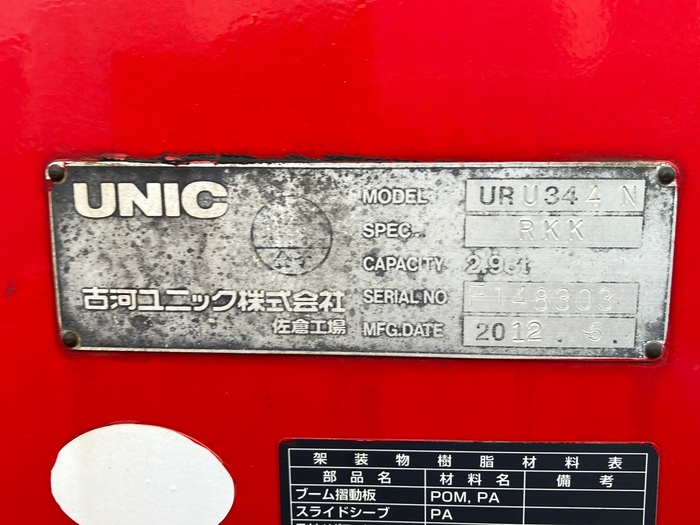 UNIC
MODEL URU344N
SPEC. RKK
CAPACITY 2.93t
古河ユニック株式会社
SERIAL NO 148303
佐倉工場
MFG.DATE 2012. 6.
架装物樹脂材料表
部品名 材料名 備考
ブーム摺動板 POM, PA
スライドシーブ PA